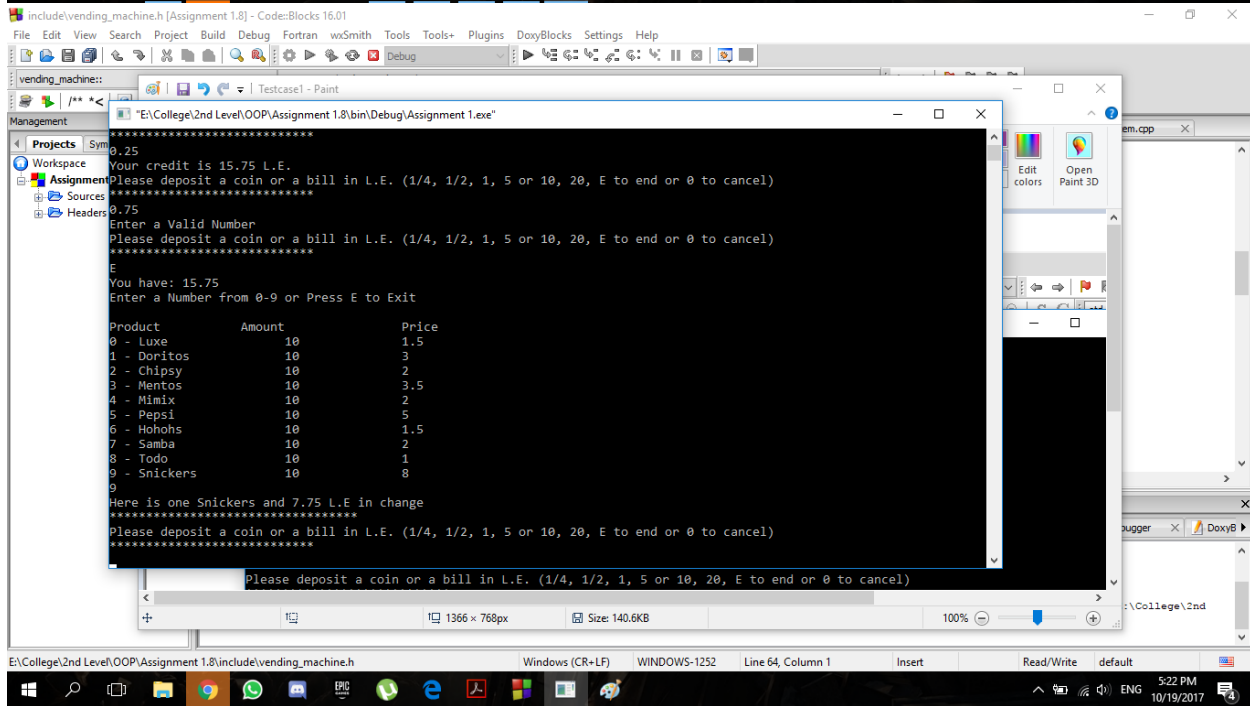 include\vending_machine.h [Assignment 1.8] - Code::Blocks 16.01
File Edit View Search Project Build Debug Fortran wxSmith Tools Tools+ Plugins DoxyBlocks Settings Help
Debug
vending_machine::
Testcase1 - Paint
/** *<
Management
"E:\College\2nd Level\OOP\Assignment 1.8\bin\Debug\Assignment 1.exe"
em.cpp
Projects Sym
Workspace
Assignment
Sources
Headers
Edit colors
Open Paint 3D
****************************
0.25
Your credit is 15.75 L.E.
Please deposit a coin or a bill in L.E. (1/4, 1/2, 1, 5 or 10, 20, E to end or 0 to cancel)
****************************
0.75
Enter a Valid Number
Please deposit a coin or a bill in L.E. (1/4, 1/2, 1, 5 or 10, 20, E to end or 0 to cancel)
****************************
E
You have: 15.75
Enter a Number from 0-9 or Press E to Exit
Product Amount Price
0 - Luxe 10 1.5
1 - Doritos 10 3
2 - Chipsy 10 2
3 - Mentos 10 3.5
4 - Mimix 10 2
5 - Pepsi 10 5
6 - Hohohs 10 1.5
7 - Samba 10 2
8 - Todo 10 1
9 - Snickers 10 8
9
Here is one Snickers and 7.75 L.E in change
**********************************
Please deposit a coin or a bill in L.E. (1/4, 1/2, 1, 5 or 10, 20, E to end or 0 to cancel)
****************************
ougger DoxyB
Please deposit a coin or a bill in L.E. (1/4, 1/2, 1, 5 or 10, 20, E to end or 0 to cancel)
:\College\2nd
1366 × 768px Size: 140.6KB 100%
E:\College\2nd Level\OOP\Assignment 1.8\include\vending_machine.h Windows (CR+LF) WINDOWS-1252 Line 64, Column 1 Insert Read/Write default
EPIC
ENG
5:22 PM
10/19/2017
4